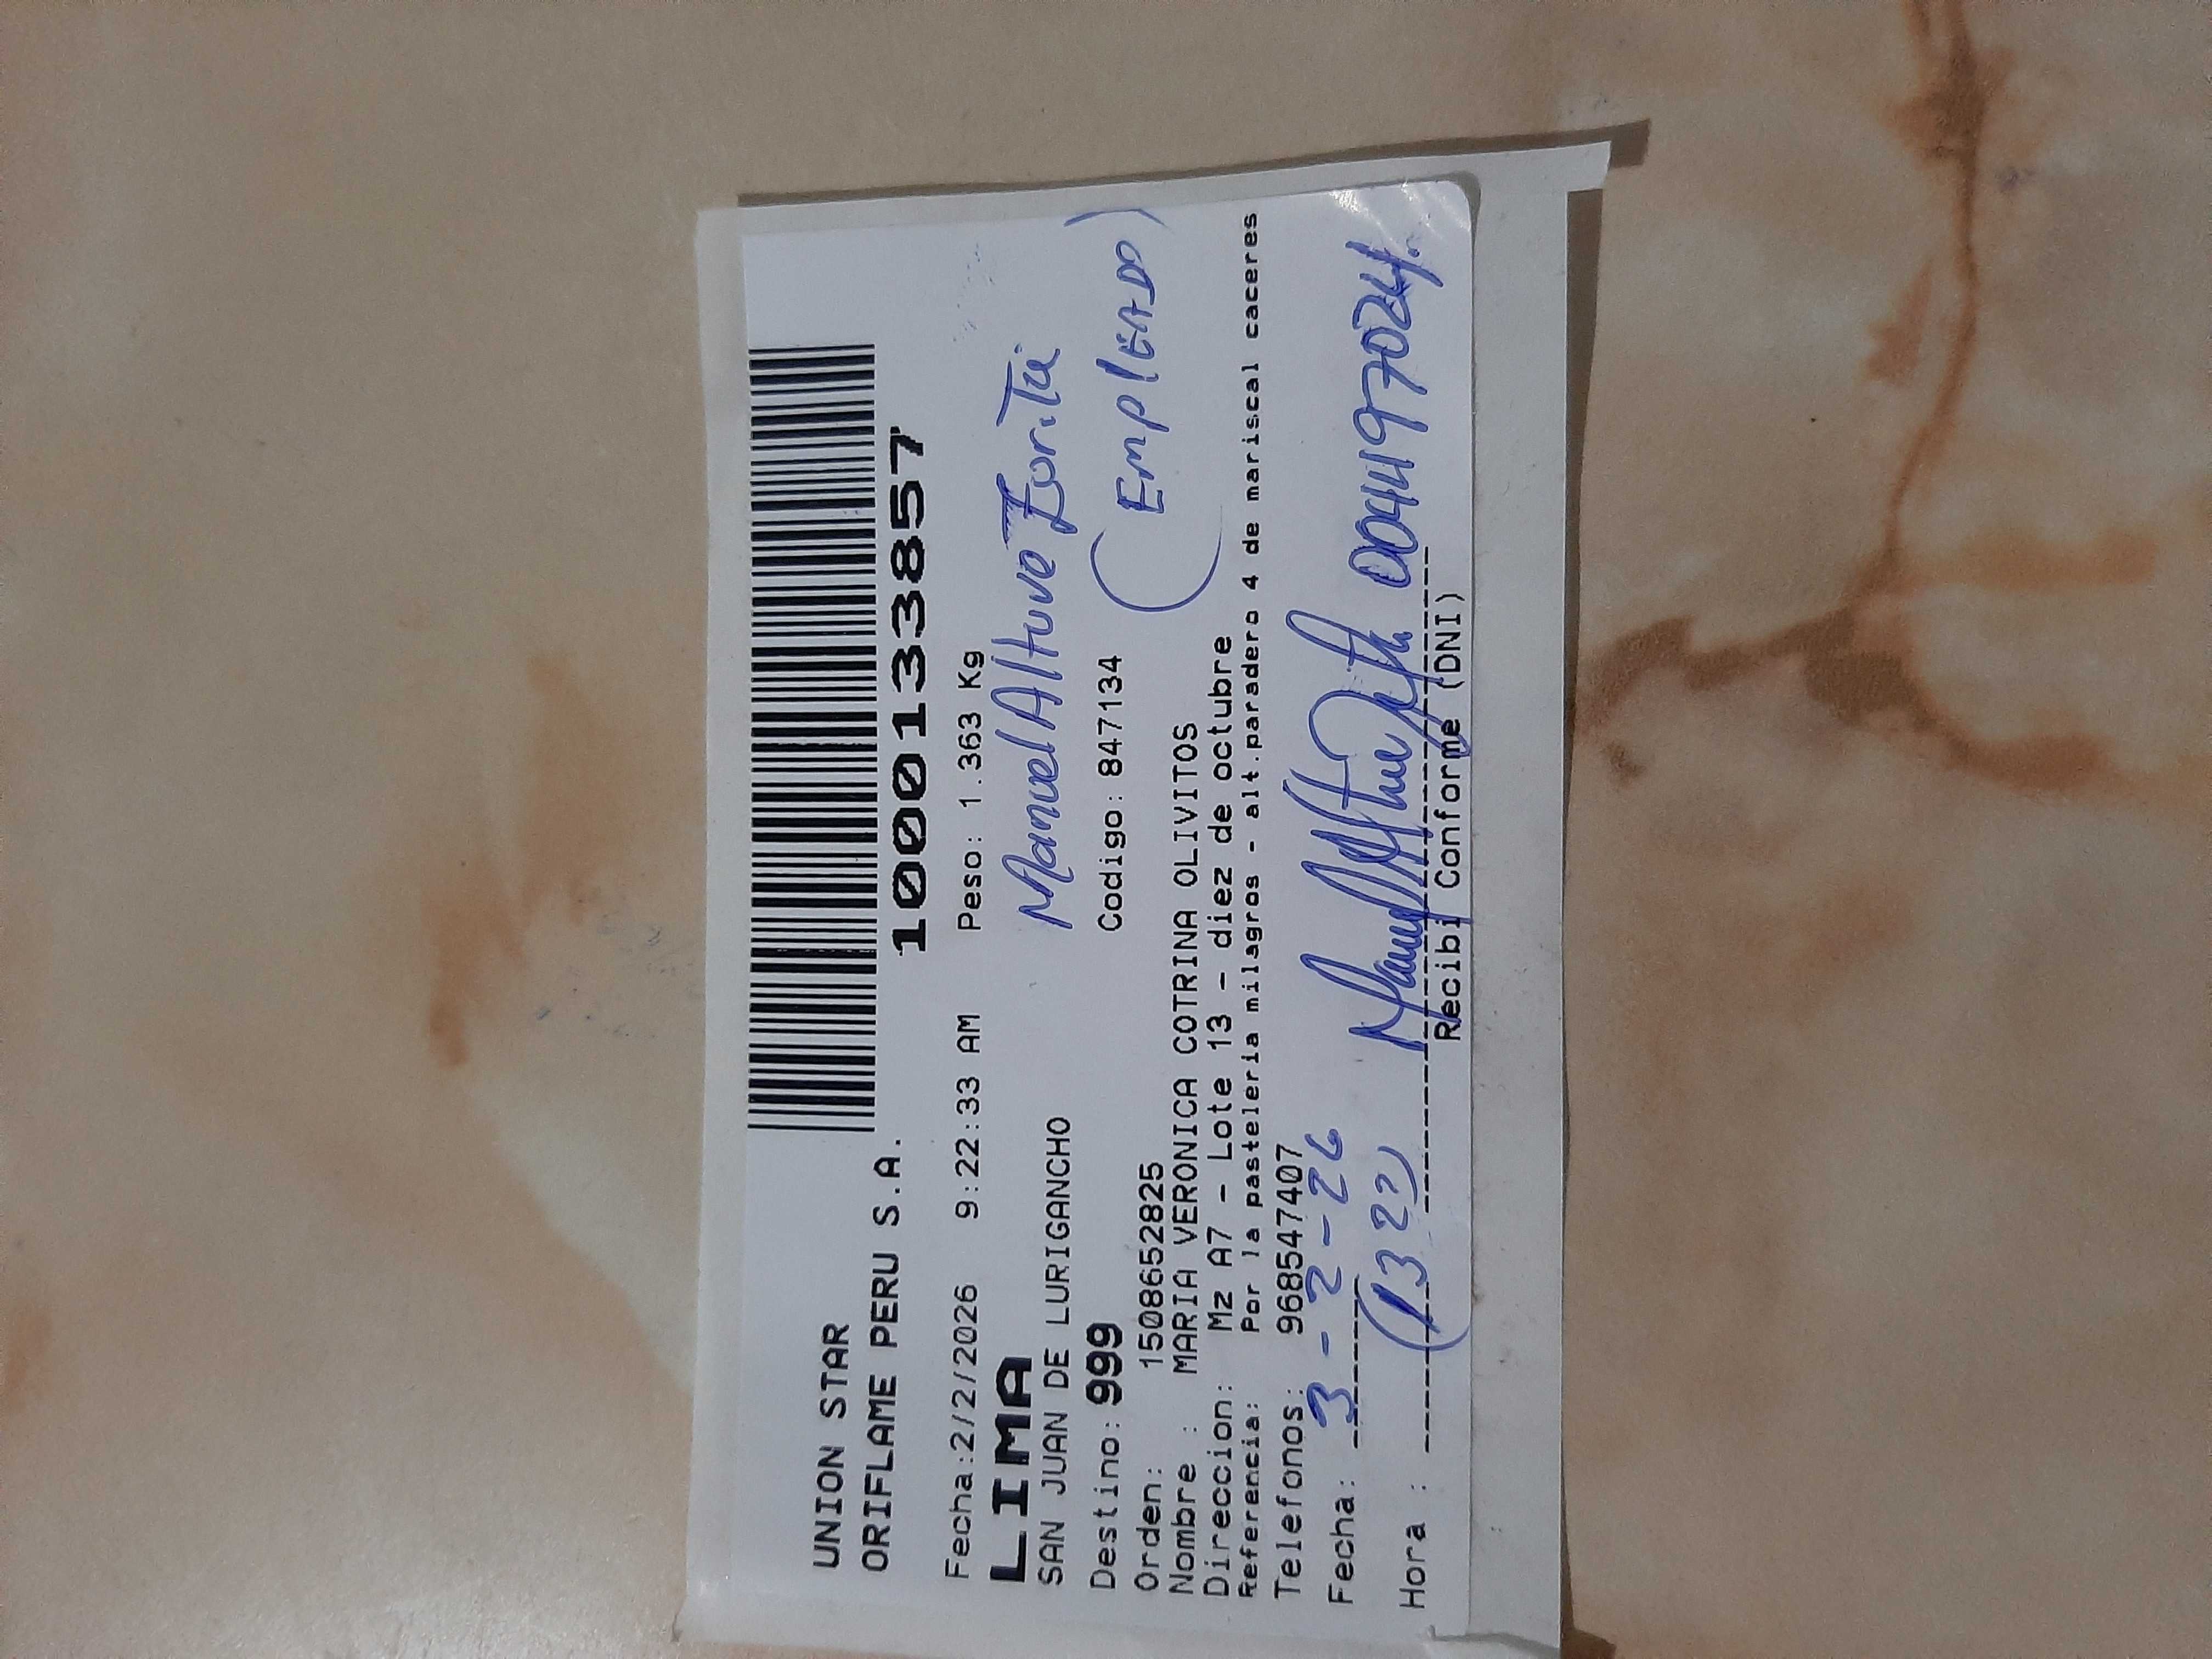 UNION STAR
ORIFLAME PERU S.A.
1000133857
Fecha:2/2/2026 9:22:33 AM Peso: 1.363 Kg
LIMA
SAN JUAN DE LURIGANCHO
Manuel Altuve
Destino: 999 Codigo: 847134
(EmplEADO)
Orden: 1508652825
Nombre : MARIA VERONICA COTRINA OLIVITOS
Direccion: Mz A7 - Lote 13 - diez de octubre
Referencia: Por la pasteleria milagros - alt.paradero 4 de mariscal caceres
Telefonos: 968547407
Fecha: 3-2-26
Hora :
Recibi Conforme (DNI)